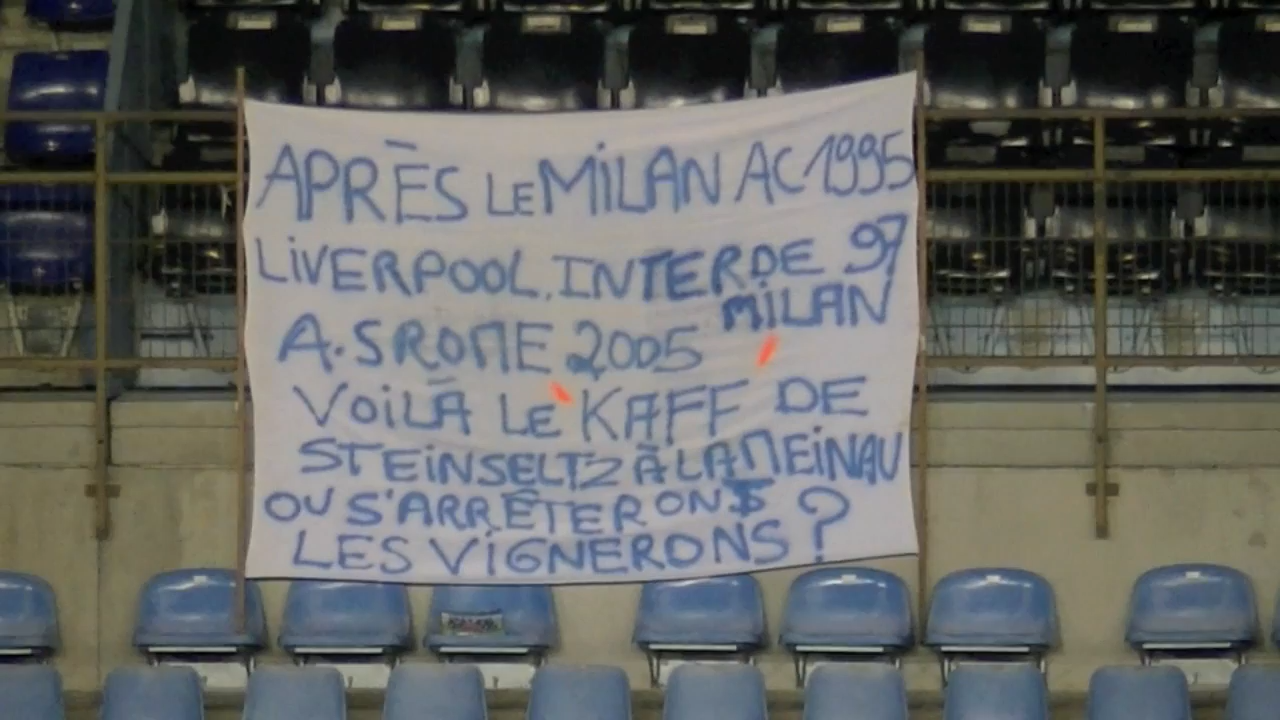 APRÈS LE MILAN AC 1995
LIVERPOOL, INTER DE 97
MILAN
A.S ROME 2005
VOILÀ LE KAFF DE
STEINSELTZ À LA MEINAU
OU S'ARRÊTERONS
LES VIGNERONS ?